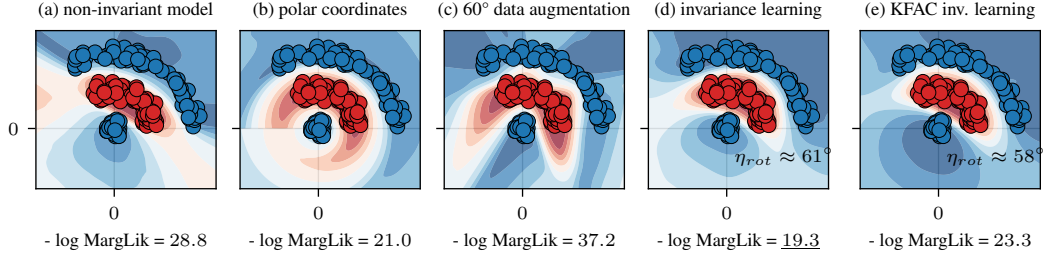 (a) non-invariant model (b) polar coordinates (c) 60° data augmentation (d) invariance learning (e) KFAC inv. learning
0
η_rot ≈ 61° η_rot ≈ 58°
0 0 0 0 0
- log MargLik = 28.8 - log MargLik = 21.0 - log MargLik = 37.2 - log MargLik = 19.3 - log MargLik = 23.3